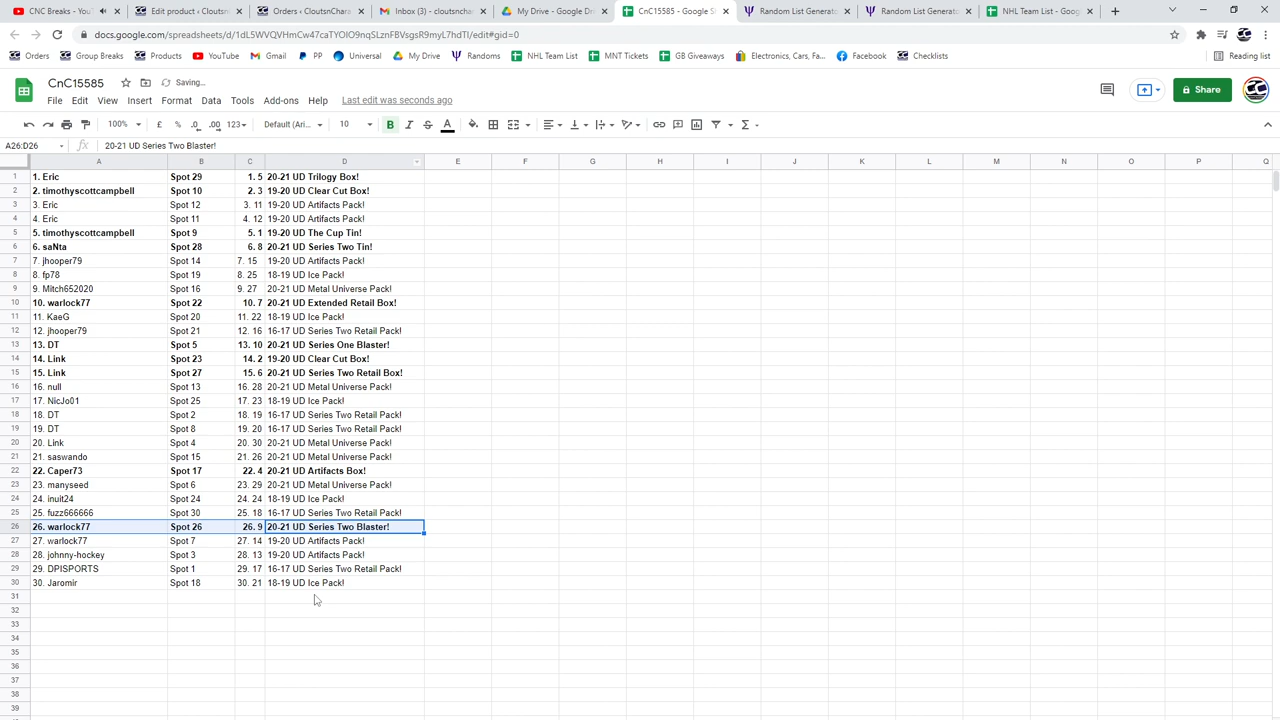 CNC Breaks - YouT
Edit product ‹ Cloutsn
Orders ‹ CloutsnChara
Inbox (3) - cloutsnch
My Drive - Google Dri
CnC15585 - Google S
Random List Generato
Random List Generato
NHL Team List - Goog
docs.google.com/spreadsheets/d/1dL5WVQVHmCw47caTYOIO9nqSLznFBVsgsR9myL7hdTI/edit#gid=0
Orders Group Breaks Products YouTube Gmail PP Universal My Drive Randoms NHL Team List MNT Tickets GB Giveaways Electronics, Cars, Fa... Facebook Checklists Reading list
CnC15585 Saving...
File Edit View Insert Format Data Tools Add-ons Help Last edit was seconds ago
Share
100% £ % .0 .00 123 Default (Ari... 10 B I S A
A26:D26 fx 20-21 UD Series Two Blaster!
A B C D E F G H I J K L M N O P Q
1 1. Eric Spot 29 1. 5 20-21 UD Trilogy Box!
2 2. timothyscottcampbell Spot 10 2. 3 19-20 UD Clear Cut Box!
3 3. Eric Spot 12 3. 11 19-20 UD Artifacts Pack!
4 4. Eric Spot 11 4. 12 19-20 UD Artifacts Pack!
5 5. timothyscottcampbell Spot 9 5. 1 19-20 UD The Cup Tin!
6 6. saNta Spot 28 6. 8 20-21 UD Series Two Tin!
7 7. jhooper79 Spot 14 7. 15 19-20 UD Artifacts Pack!
8 8. fp78 Spot 19 8. 25 18-19 UD Ice Pack!
9 9. Mitch652020 Spot 16 9. 27 20-21 UD Metal Universe Pack!
10 10. warlock77 Spot 22 10. 7 20-21 UD Extended Retail Box!
11 11. KaeG Spot 20 11. 22 18-19 UD Ice Pack!
12 12. jhooper79 Spot 21 12. 16 16-17 UD Series Two Retail Pack!
13 13. DT Spot 5 13. 10 20-21 UD Series One Blaster!
14 14. Link Spot 23 14. 2 19-20 UD Clear Cut Box!
15 15. Link Spot 27 15. 6 20-21 UD Series Two Retail Box!
16 16. null Spot 13 16. 28 20-21 UD Metal Universe Pack!
17 17. NicJo01 Spot 25 17. 23 18-19 UD Ice Pack!
18 18. DT Spot 2 18. 19 16-17 UD Series Two Retail Pack!
19 19. DT Spot 8 19. 20 16-17 UD Series Two Retail Pack!
20 20. Link Spot 4 20. 30 20-21 UD Metal Universe Pack!
21 21. saswando Spot 15 21. 26 20-21 UD Metal Universe Pack!
22 22. Caper73 Spot 17 22. 4 20-21 UD Artifacts Box!
23 23. manyseed Spot 6 23. 29 20-21 UD Metal Universe Pack!
24 24. inuit24 Spot 24 24. 24 18-19 UD Ice Pack!
25 25. fuzz666666 Spot 30 25. 18 16-17 UD Series Two Retail Pack!
26 26. warlock77 Spot 26 26. 9 20-21 UD Series Two Blaster!
27 27. warlock77 Spot 7 27. 14 19-20 UD Artifacts Pack!
28 28. johnny-hockey Spot 3 28. 13 19-20 UD Artifacts Pack!
29 29. DPISPORTS Spot 1 29. 17 16-17 UD Series Two Retail Pack!
30 30. Jaromir Spot 18 30. 21 18-19 UD Ice Pack!
31
32
33
34
35
36
37
38